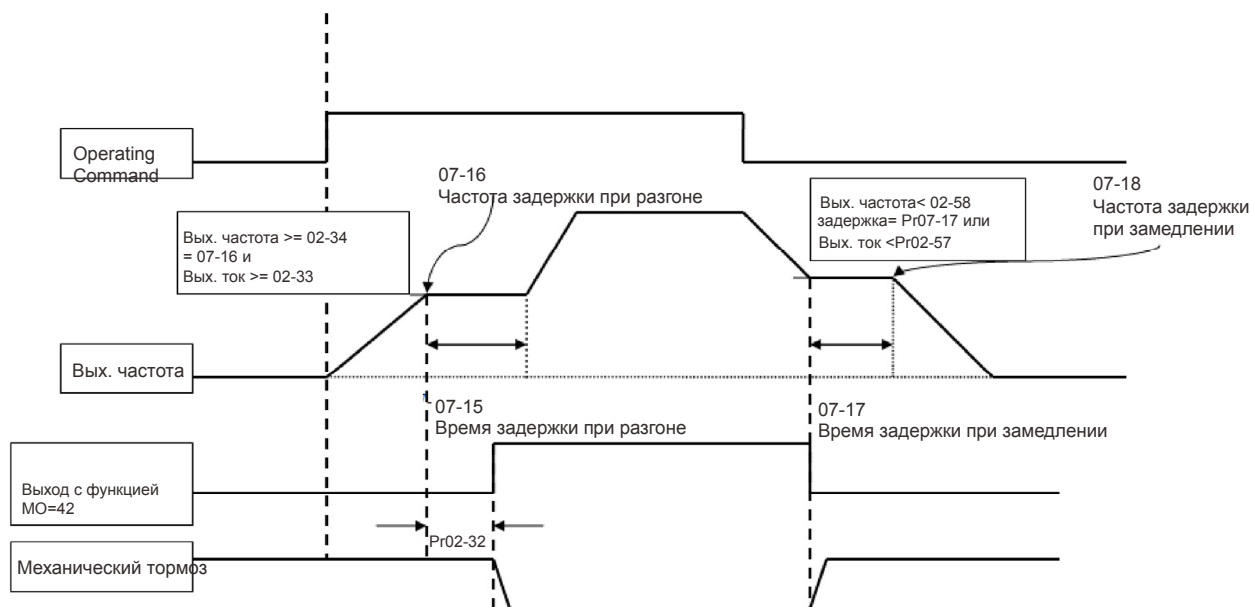 Operating
Command
07-16
Частота задержки при разгоне
Вых. частота< 02-58
задержка= Pr07-17 или
Вых. ток <Pr02-57
07-18
Частота задержки
при замедлении
Вых. частота >= 02-34
= 07-16 и
Вых. ток >= 02-33
Вых. частота
07-15
Время задержки при разгоне
07-17
Время задержки при замедлении
Выход с функцией
МО=42
Pr02-32
Механический тормоз